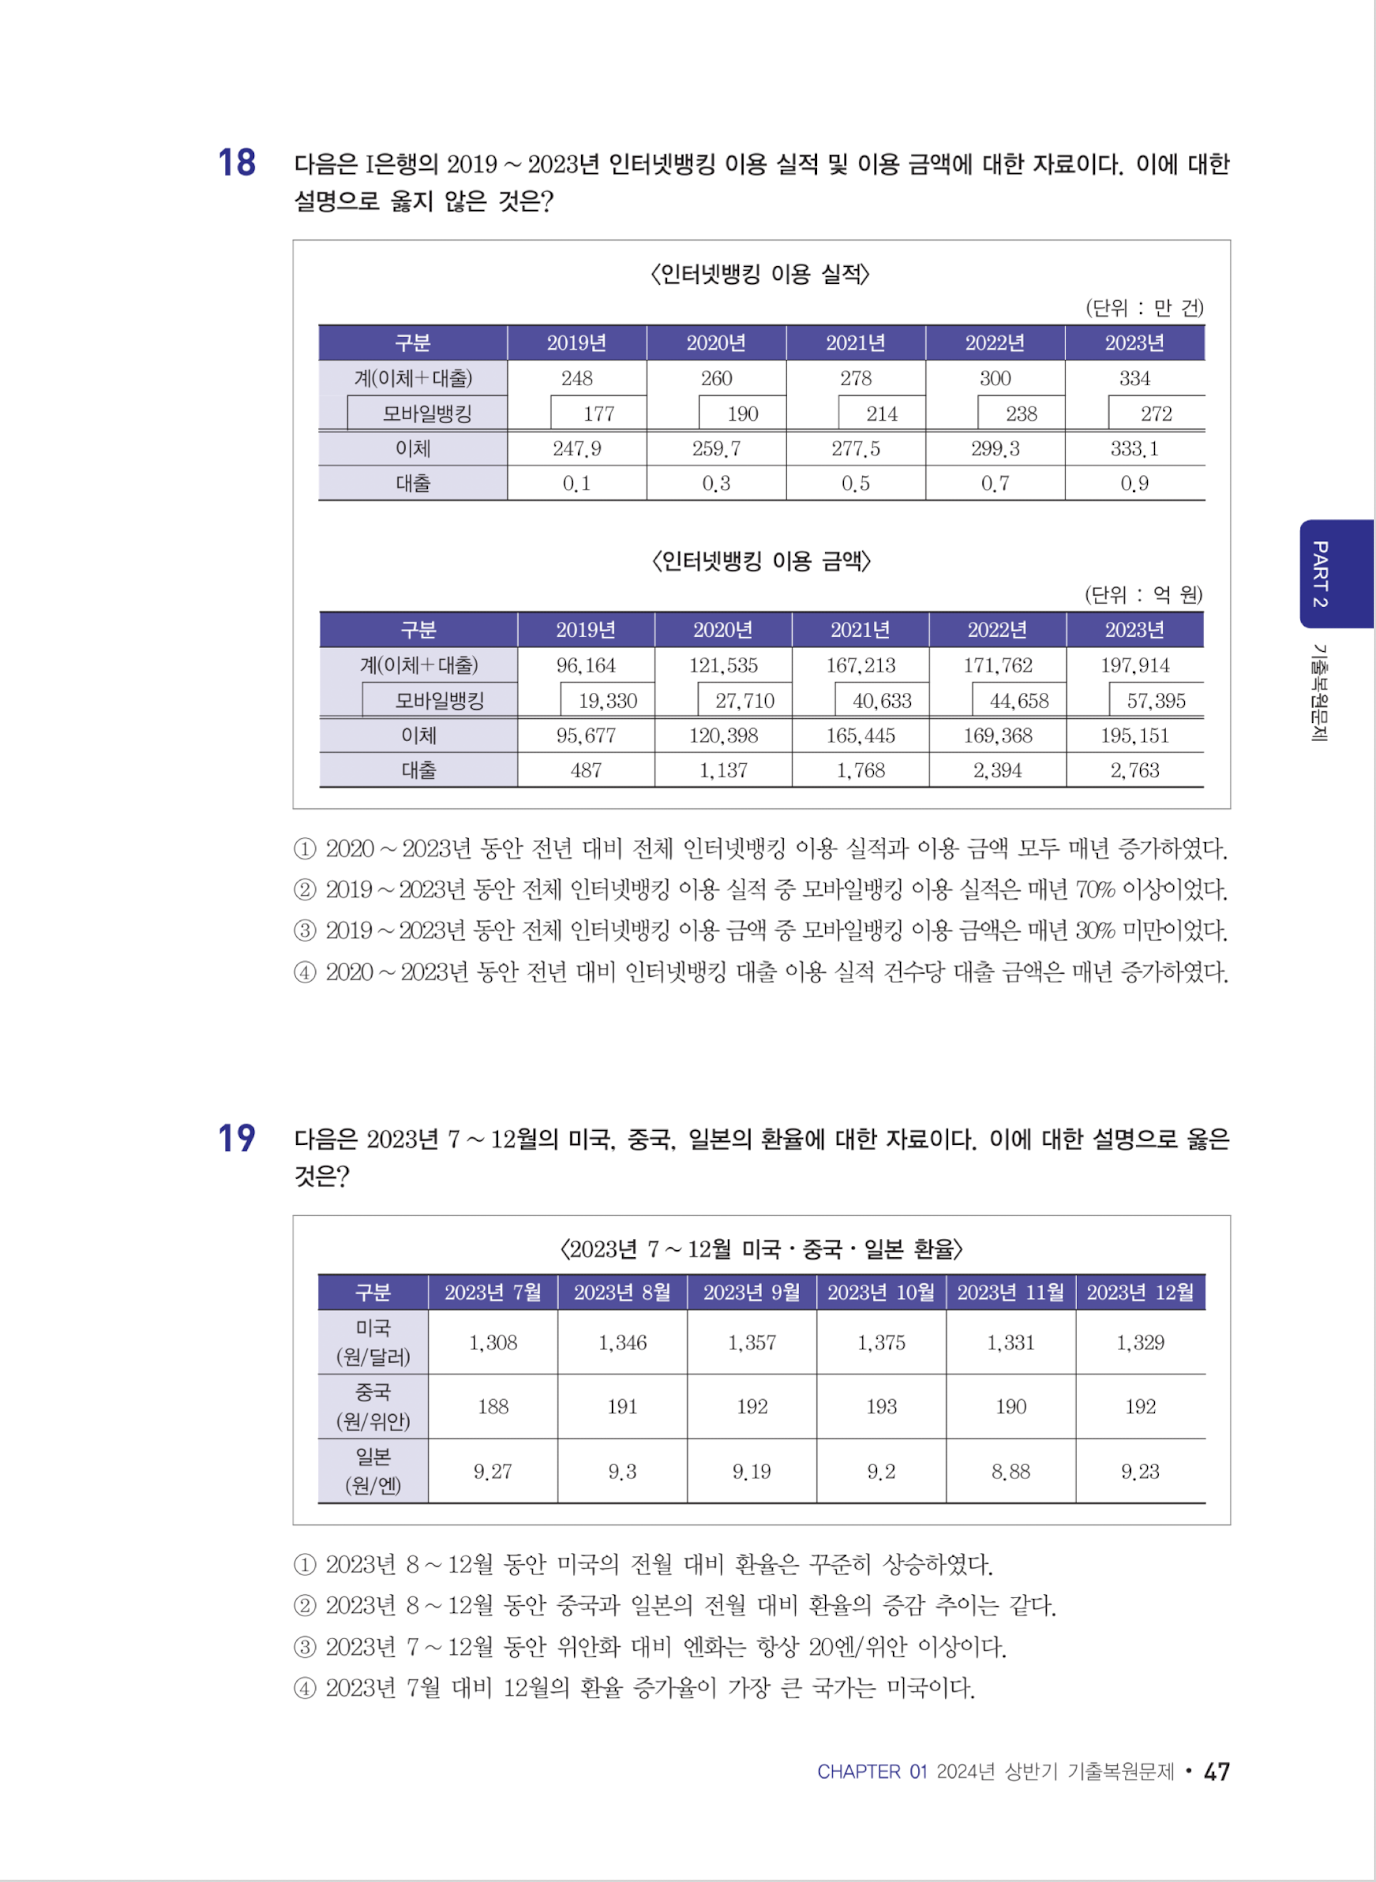 18 다음은 I은행의 2019 ~ 2023년 인터넷뱅킹 이용 실적 및 이용 금액에 대한 자료이다. 이에 대한
설명으로 옳지 않은 것은?
〈인터넷뱅킹 이용 실적〉
(단위 : 만 건)
구분 2019년 2020년 2021년 2022년 2023년
계(이체+대출) 248 260 278 300 334
모바일뱅킹 177 190 214 238 272
이체 247.9 259.7 277.5 299.3 333.1
대출 0.1 0.3 0.5 0.7 0.9
〈인터넷뱅킹 이용 금액〉
(단위 : 억 원)
구분 2019년 2020년 2021년 2022년 2023년
계(이체+대출) 96,164 121,535 167,213 171,762 197,914
모바일뱅킹 19,330 27,710 40,633 44,658 57,395
이체 95,677 120,398 165,445 169,368 195,151
대출 487 1,137 1,768 2,394 2,763
① 2020 ~ 2023년 동안 전년 대비 전체 인터넷뱅킹 이용 실적과 이용 금액 모두 매년 증가하였다.
② 2019 ~ 2023년 동안 전체 인터넷뱅킹 이용 실적 중 모바일뱅킹 이용 실적은 매년 70% 이상이었다.
③ 2019 ~ 2023년 동안 전체 인터넷뱅킹 이용 금액 중 모바일뱅킹 이용 금액은 매년 30% 미만이었다.
④ 2020 ~ 2023년 동안 전년 대비 인터넷뱅킹 대출 이용 실적 건수당 대출 금액은 매년 증가하였다.
PART 2
기출복원문제
19 다음은 2023년 7 ~ 12월의 미국, 중국, 일본의 환율에 대한 자료이다. 이에 대한 설명으로 옳은
것은?
〈2023년 7 ~ 12월 미국 · 중국 · 일본 환율〉
구분 2023년 7월 2023년 8월 2023년 9월 2023년 10월 2023년 11월 2023년 12월
미국
(원/달러) 1,308 1,346 1,357 1,375 1,331 1,329
중국
(원/위안) 188 191 192 193 190 192
일본
(원/엔) 9.27 9.3 9.19 9.2 8.88 9.23
① 2023년 8 ~ 12월 동안 미국의 전월 대비 환율은 꾸준히 상승하였다.
② 2023년 8 ~ 12월 동안 중국과 일본의 전월 대비 환율의 증감 추이는 같다.
③ 2023년 7 ~ 12월 동안 위안화 대비 엔화는 항상 20엔/위안 이상이다.
④ 2023년 7월 대비 12월의 환율 증가율이 가장 큰 국가는 미국이다.
CHAPTER 01 2024년 상반기 기출복원문제 • 47